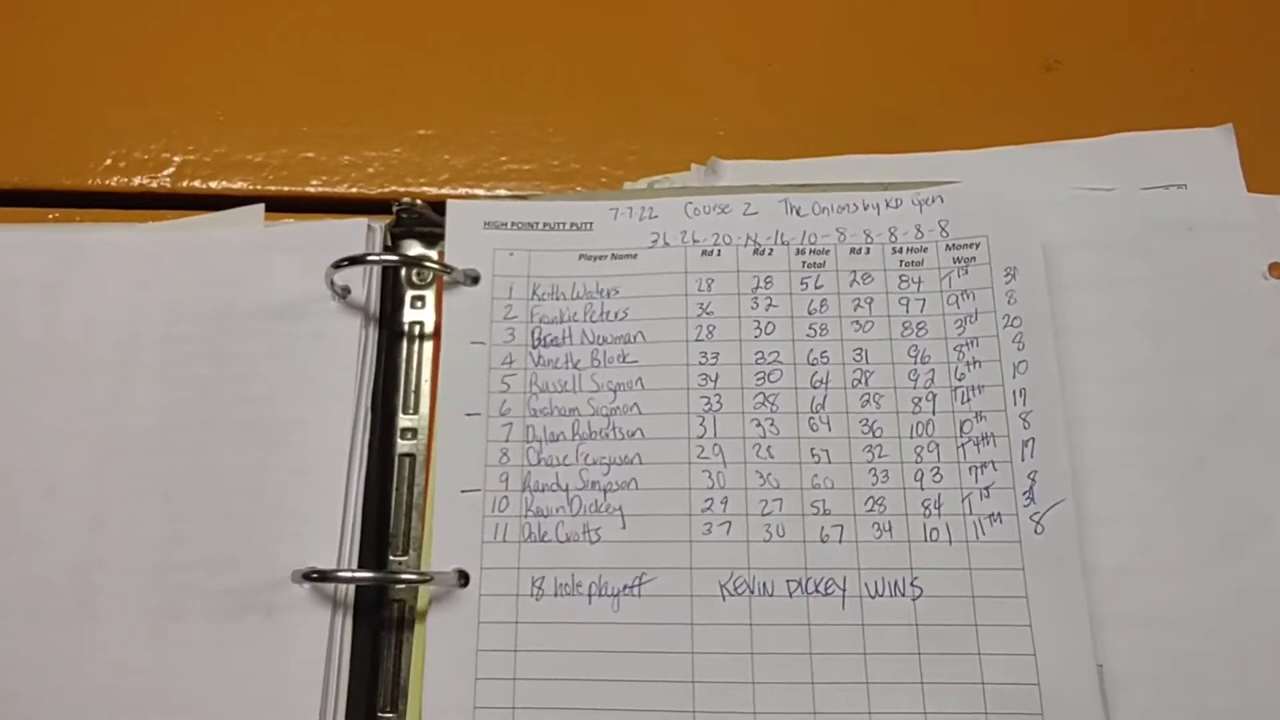 7-7-22 Course 2 The Onions by KD Open
HIGH POINT PUTT PUTT
36-26-20-18-16-10-8-8-8-8-8
# Player Name Rd 1 Rd 2 36 Hole Total Rd 3 54 Hole Total Money Won
1 Keith Waters 28 28 56 28 84 T1st 31
2 Frankie Peters 36 32 68 29 97 9th 8
3 Brett Newman 28 30 58 30 88 3rd 20
4 Vanette Block 33 32 65 31 96 8th 8
5 Russell Sigmon 34 30 64 28 92 6th 10
6 Graham Sigmon 33 28 61 28 89 T4th 17
7 Dylan Robertson 31 33 64 36 100 10th 8
8 Chase Ferguson 29 28 57 32 89 T4th 17
9 Randy Simpson 30 30 60 33 93 7th 8
10 Kevin Dickey 29 27 56 28 84 T1st 31
11 Dale Crotts 37 30 67 34 101 11TH 8
18 hole playoff KEVIN DICKEY WINS